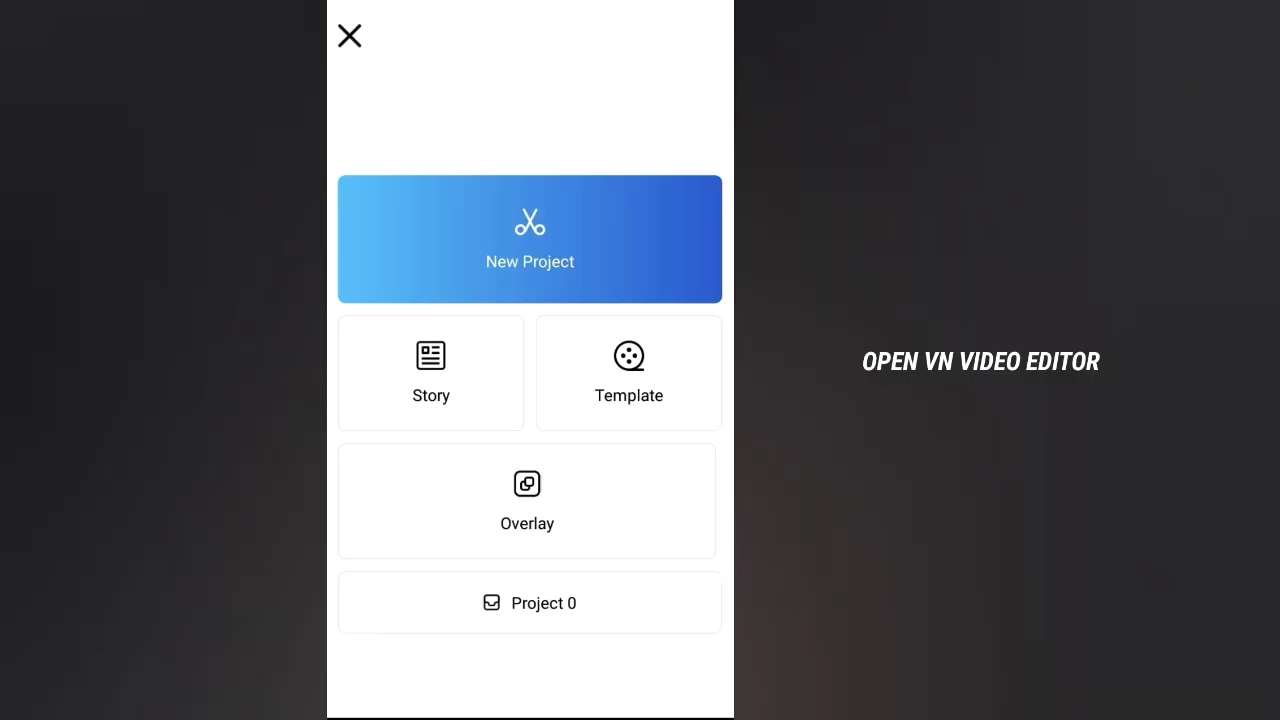 New Project
Story
Template
Overlay
Project 0
OPEN VN VIDEO EDITOR